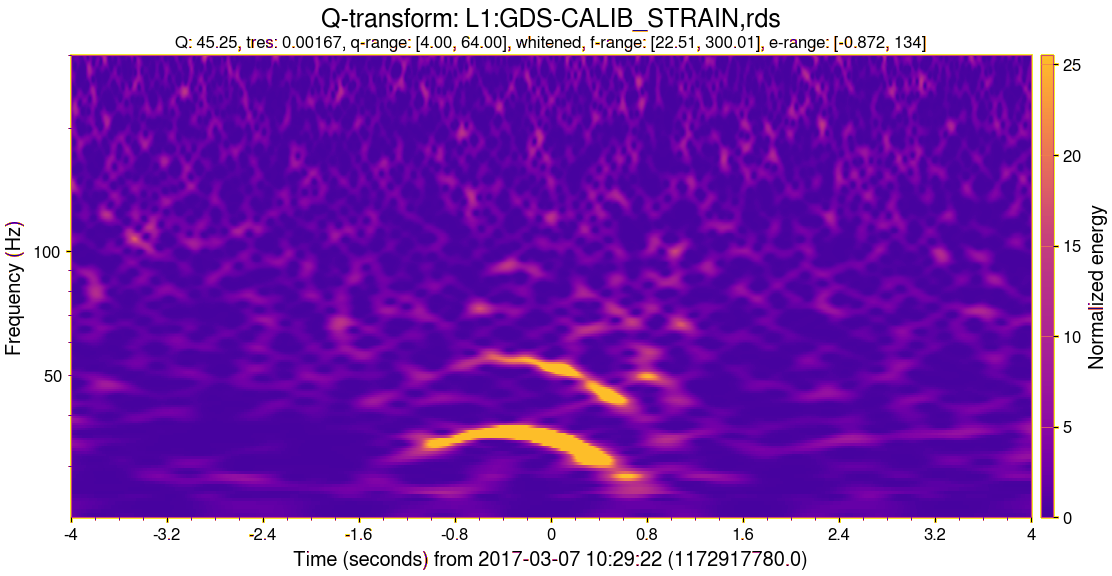 Q-transform: L1:GDS-CALIB_STRAIN,rds
Q: 45.25, tres: 0.00167, q-range: [4.00, 64.00], whitened, f-range: [22.51, 300.01], e-range: [-0.872, 134]
Frequency (Hz)
100
50
-4 -3.2 -2.4 -1.6 -0.8 0 0.8 1.6 2.4 3.2 4
Time (seconds) from 2017-03-07 10:29:22 (1172917780.0)
25
20
15
10
5
0
Normalized energy